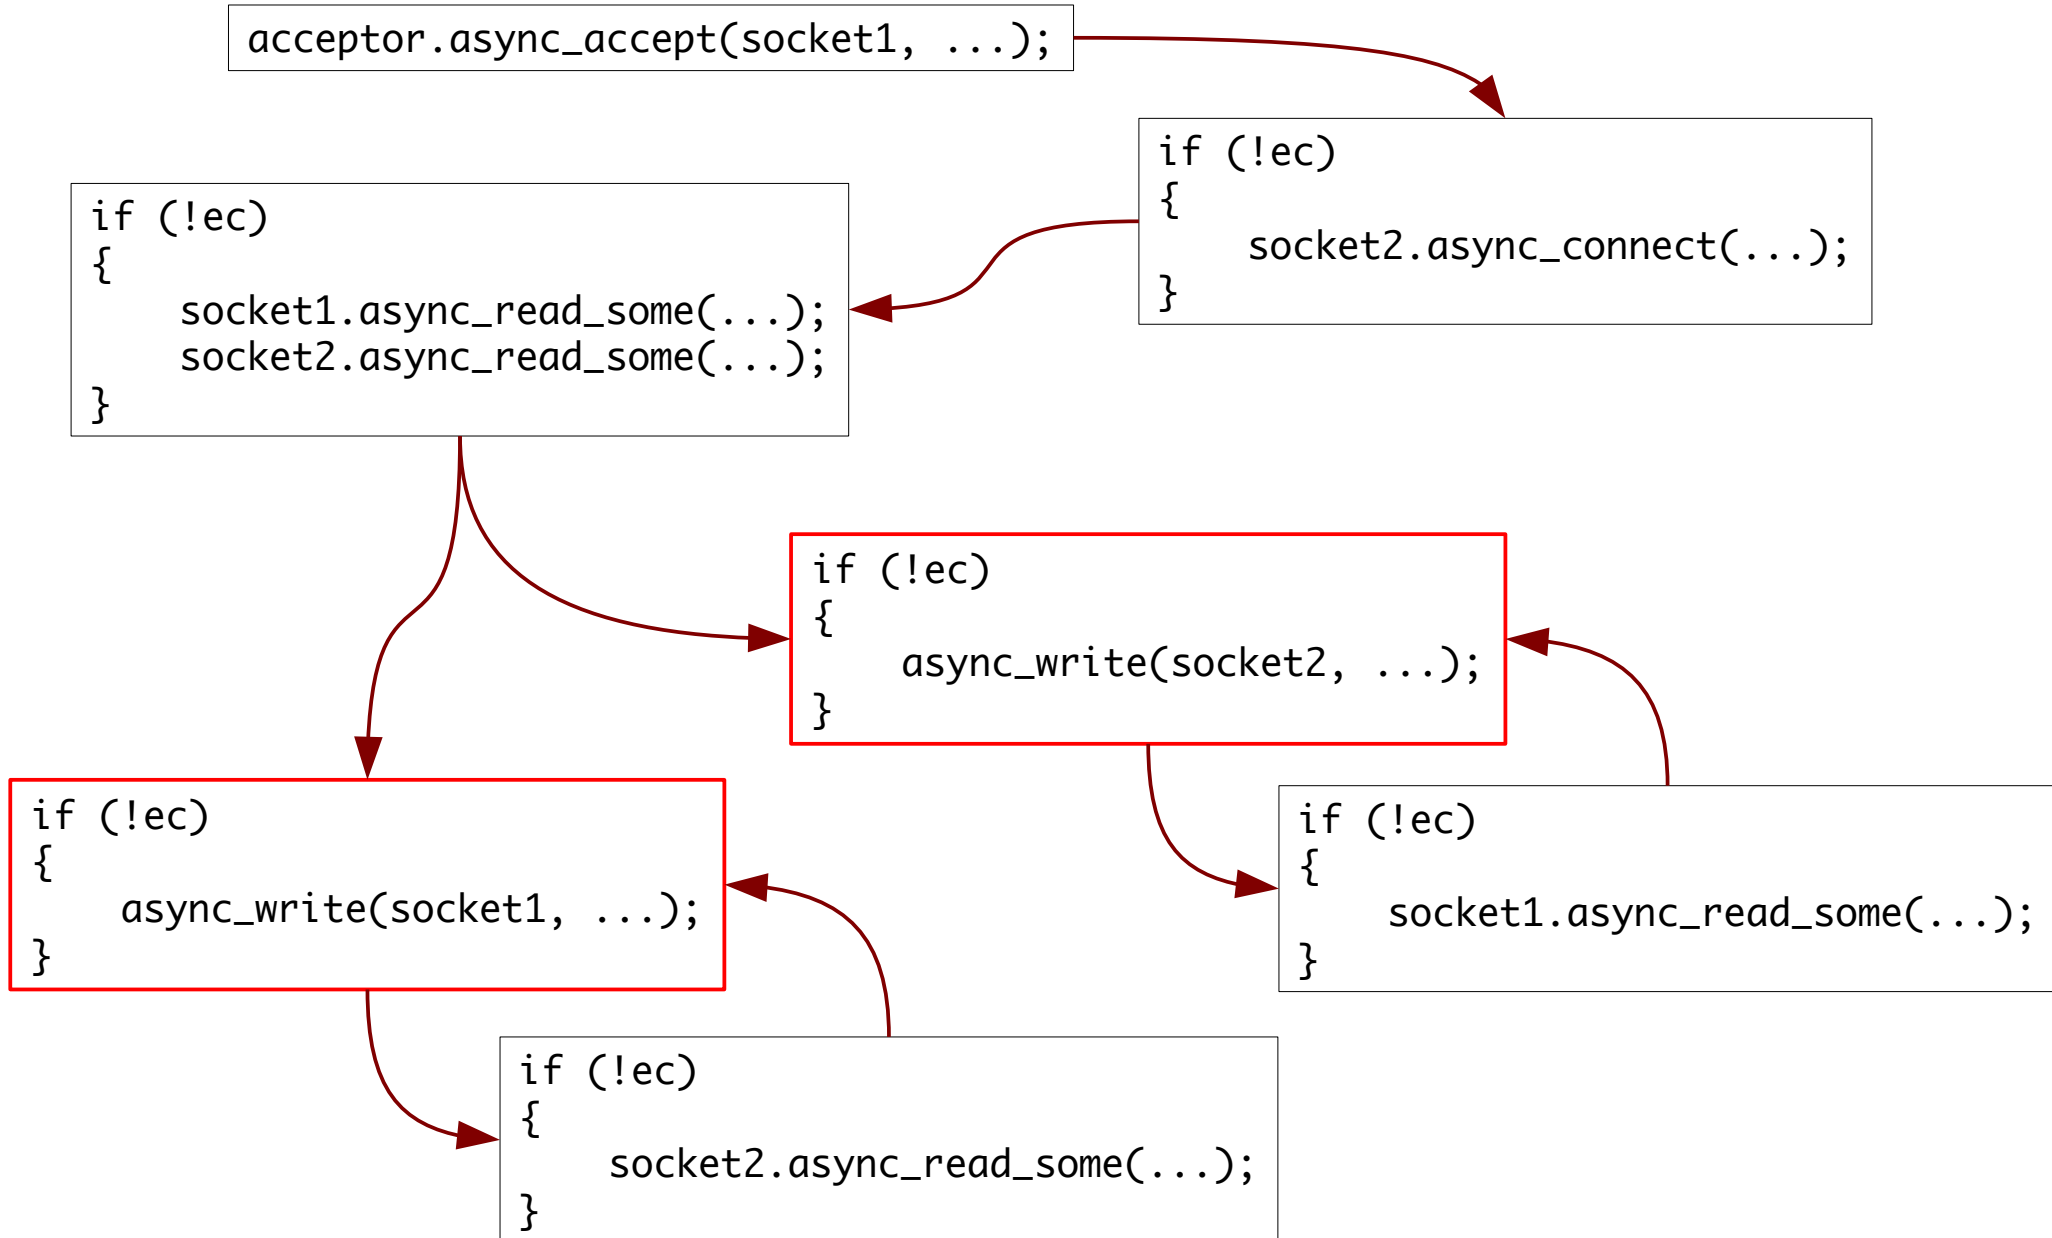 acceptor.async_accept(socket1, ...);
if (!ec)
{
    socket2.async_connect(...);
}
if (!ec)
{
    socket1.async_read_some(...);
    socket2.async_read_some(...);
}
if (!ec)
{
    async_write(socket2, ...);
}
if (!ec)
{
    async_write(socket1, ...);
}
if (!ec)
{
    socket1.async_read_some(...);
}
if (!ec)
{
    socket2.async_read_some(...);
}